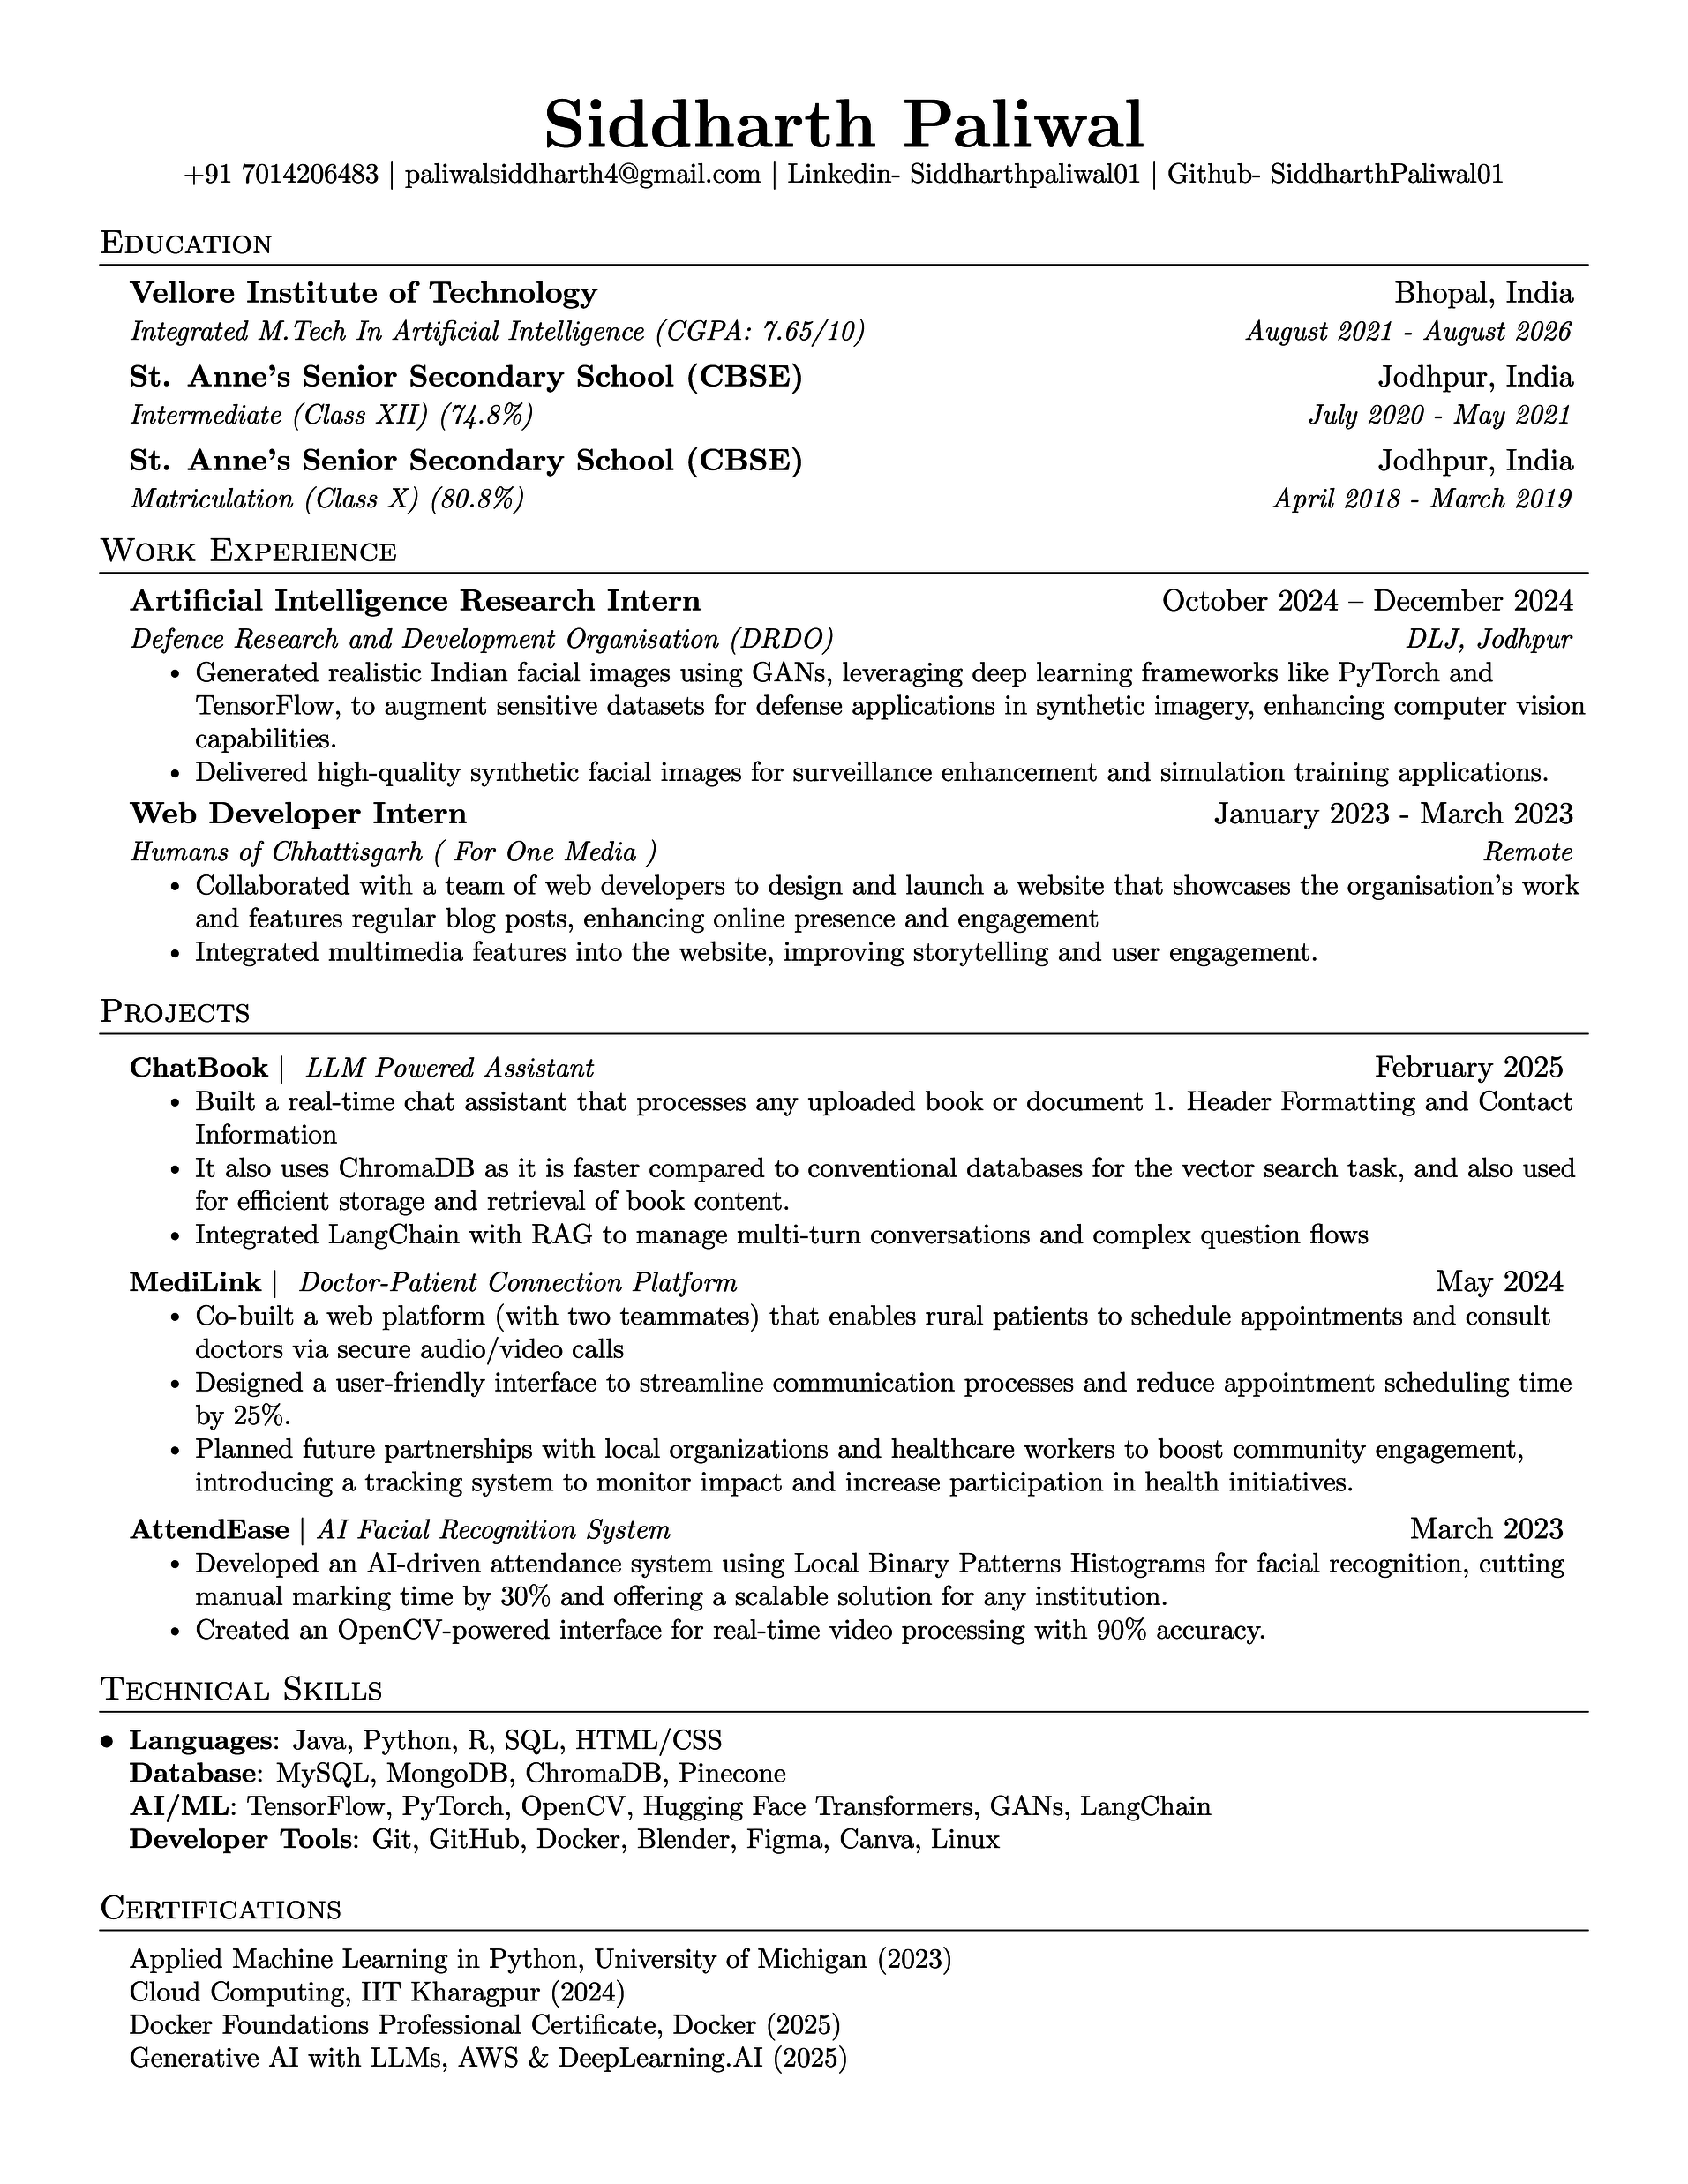 Siddharth Paliwal
+91 7014206483 | paliwalsiddharth4@gmail.com | Linkedin- Siddharthpaliwal01 | Github- SiddharthPaliwal01
Education
Vellore Institute of Technology Bhopal, India
Integrated M.Tech In Artificial Intelligence (CGPA: 7.65/10) August 2021 - August 2026
St. Anne's Senior Secondary School (CBSE) Jodhpur, India
Intermediate (Class XII) (74.8%) July 2020 - May 2021
St. Anne's Senior Secondary School (CBSE) Jodhpur, India
Matriculation (Class X) (80.8%) April 2018 - March 2019
Work Experience
Artificial Intelligence Research Intern October 2024 – December 2024
Defence Research and Development Organisation (DRDO) DLJ, Jodhpur
• Generated realistic Indian facial images using GANs, leveraging deep learning frameworks like PyTorch and
TensorFlow, to augment sensitive datasets for defense applications in synthetic imagery, enhancing computer vision
capabilities.
• Delivered high-quality synthetic facial images for surveillance enhancement and simulation training applications.
Web Developer Intern January 2023 - March 2023
Humans of Chhattisgarh ( For One Media ) Remote
• Collaborated with a team of web developers to design and launch a website that showcases the organisation's work
and features regular blog posts, enhancing online presence and engagement
• Integrated multimedia features into the website, improving storytelling and user engagement.
Projects
ChatBook | LLM Powered Assistant February 2025
• Built a real-time chat assistant that processes any uploaded book or document 1. Header Formatting and Contact
Information
• It also uses ChromaDB as it is faster compared to conventional databases for the vector search task, and also used
for efficient storage and retrieval of book content.
• Integrated LangChain with RAG to manage multi-turn conversations and complex question flows
MediLink | Doctor-Patient Connection Platform May 2024
• Co-built a web platform (with two teammates) that enables rural patients to schedule appointments and consult
doctors via secure audio/video calls
• Designed a user-friendly interface to streamline communication processes and reduce appointment scheduling time
by 25%.
• Planned future partnerships with local organizations and healthcare workers to boost community engagement,
introducing a tracking system to monitor impact and increase participation in health initiatives.
AttendEase | AI Facial Recognition System March 2023
• Developed an AI-driven attendance system using Local Binary Patterns Histograms for facial recognition, cutting
manual marking time by 30% and offering a scalable solution for any institution.
• Created an OpenCV-powered interface for real-time video processing with 90% accuracy.
Technical Skills
• Languages: Java, Python, R, SQL, HTML/CSS
Database: MySQL, MongoDB, ChromaDB, Pinecone
AI/ML: TensorFlow, PyTorch, OpenCV, Hugging Face Transformers, GANs, LangChain
Developer Tools: Git, GitHub, Docker, Blender, Figma, Canva, Linux
Certifications
Applied Machine Learning in Python, University of Michigan (2023)
Cloud Computing, IIT Kharagpur (2024)
Docker Foundations Professional Certificate, Docker (2025)
Generative AI with LLMs, AWS & DeepLearning.AI (2025)